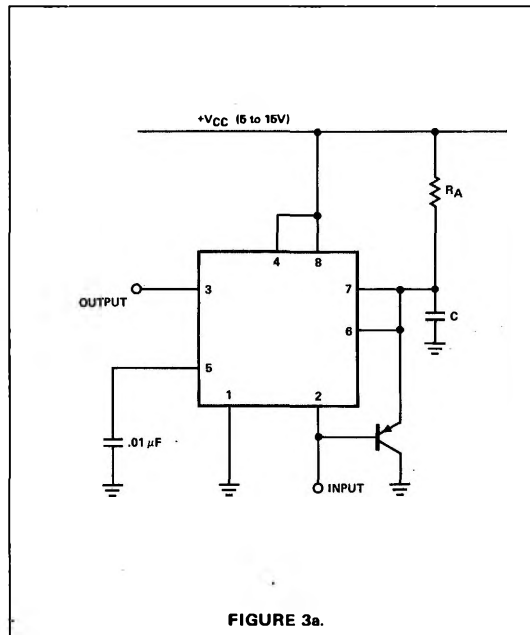 +VCC (5 to 15V)
RA
4 8
OUTPUT 3 7
C
6
5
1 2
.01 μF
INPUT
FIGURE 3a.